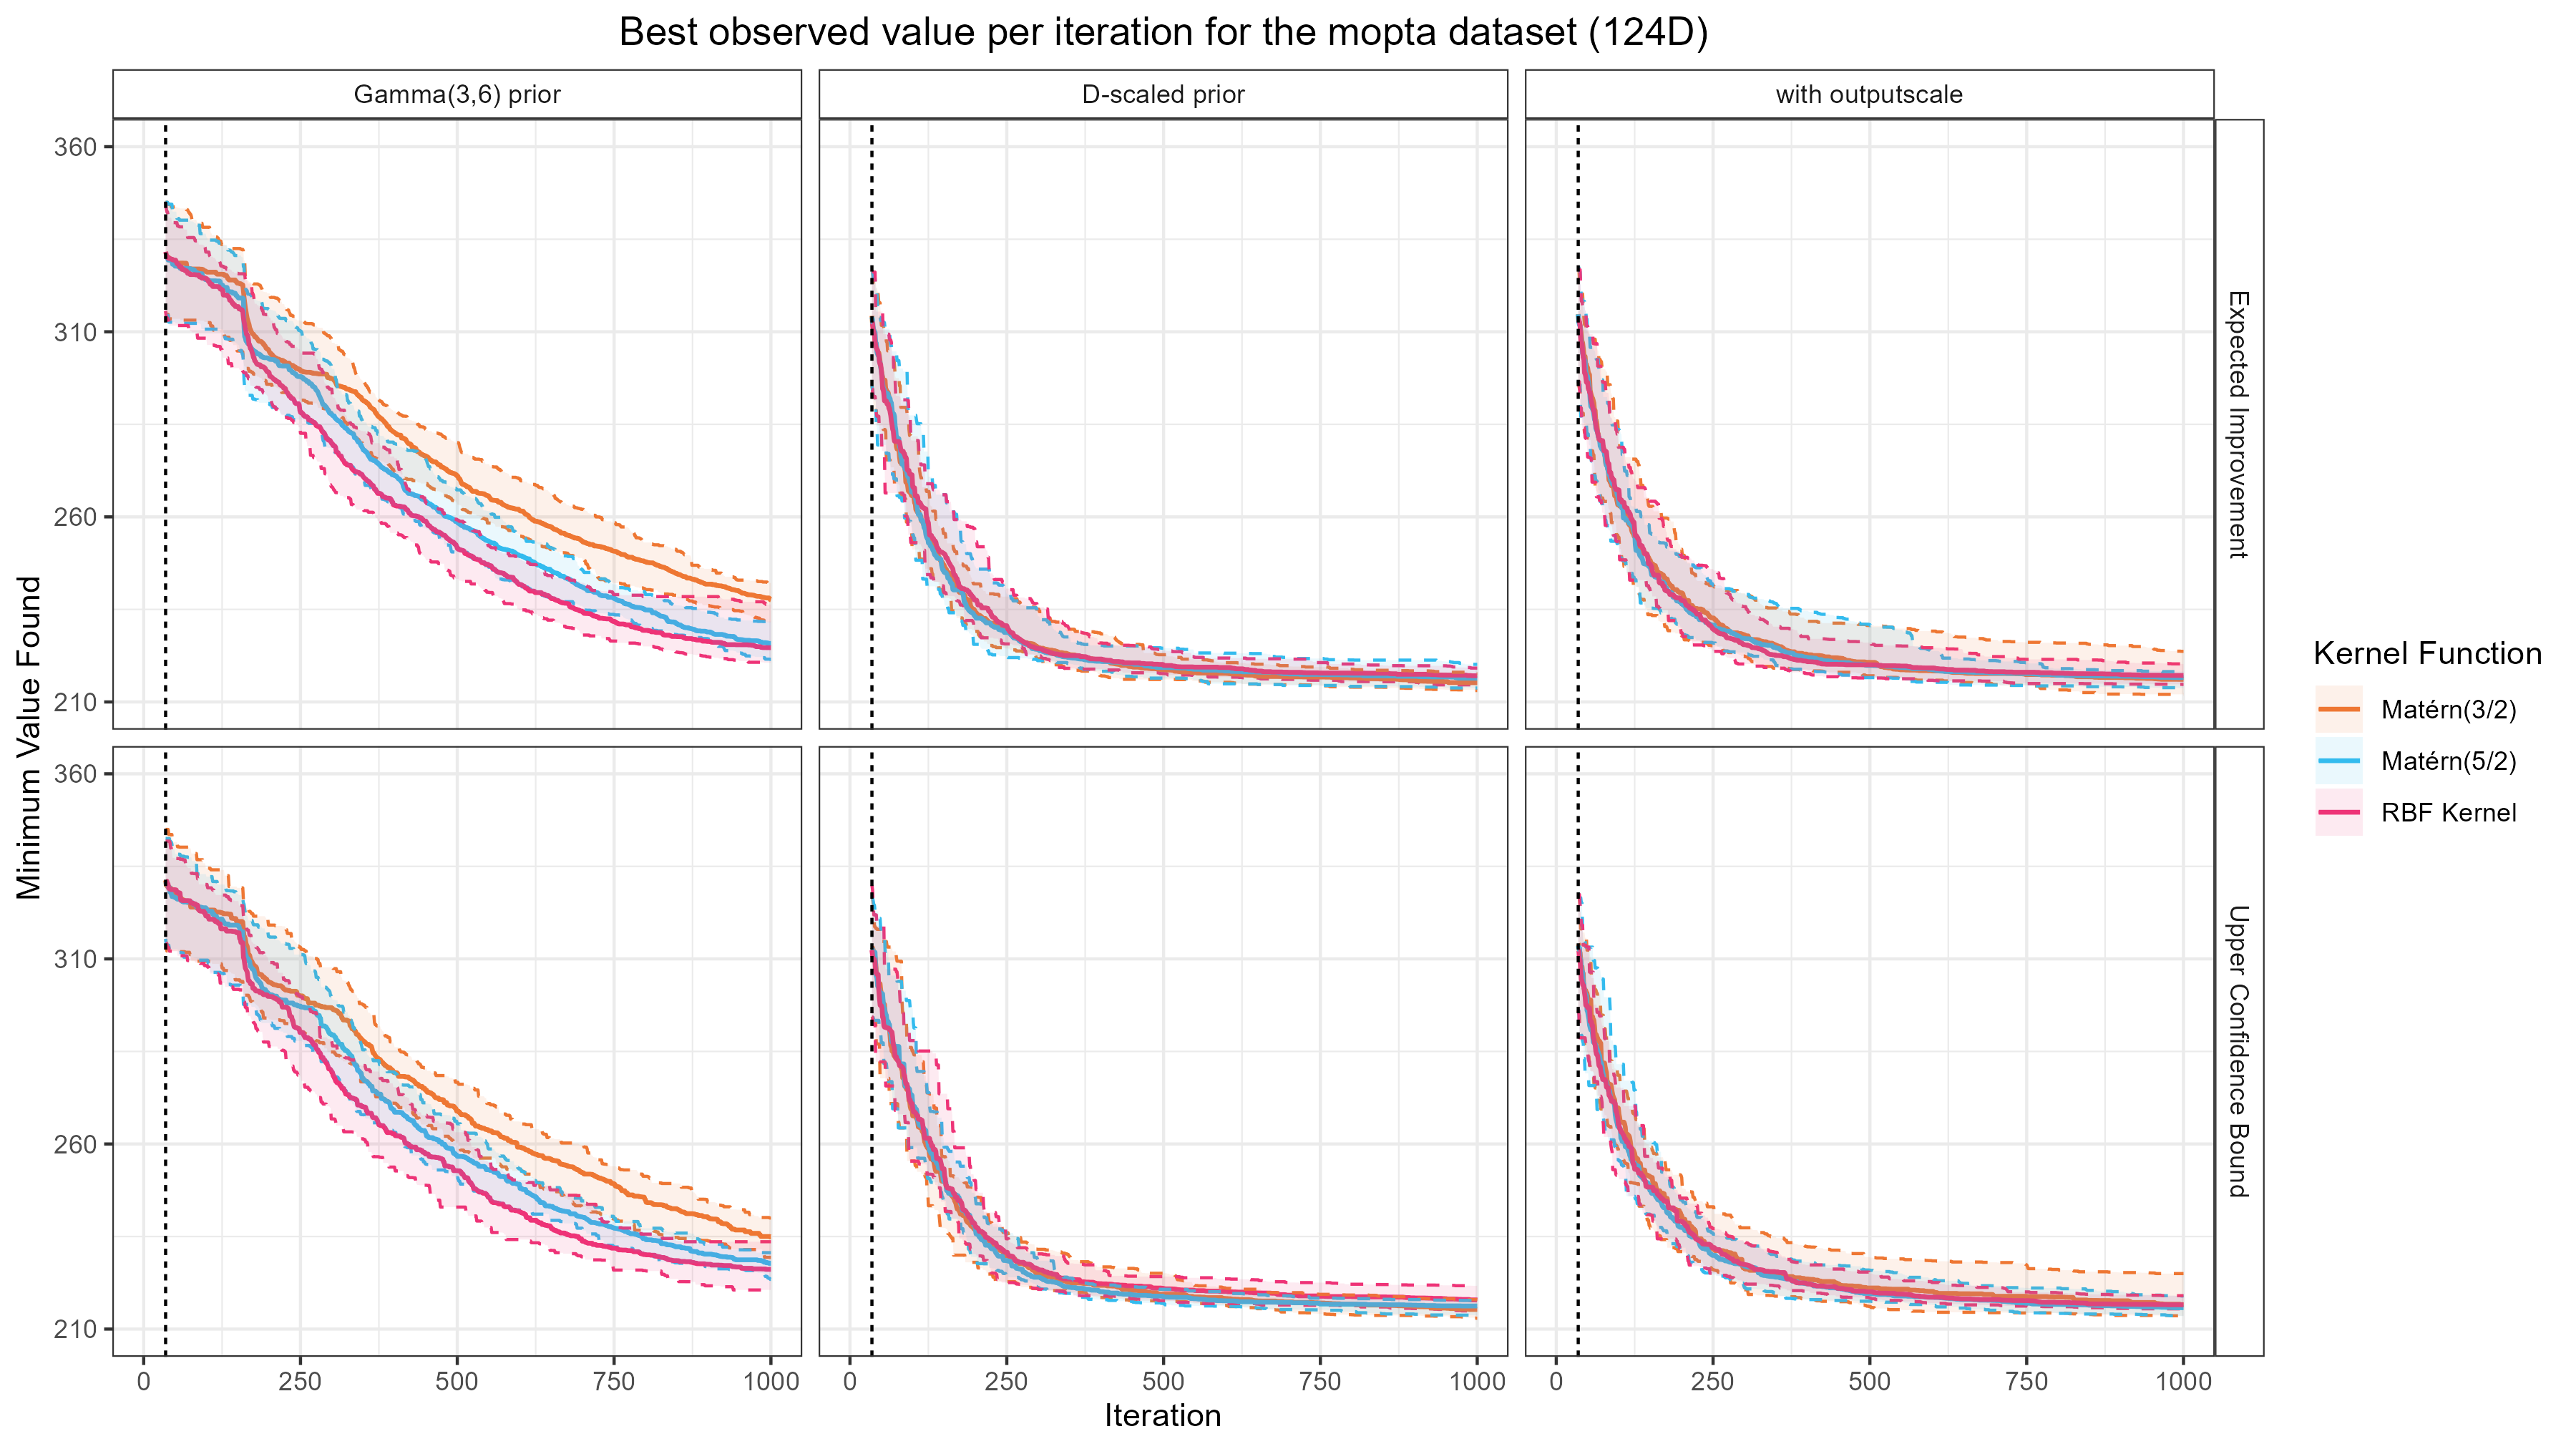 Best observed value per iteration for the mopta dataset (124D)
Gamma(3,6) prior
D-scaled prior
with outputscale
360
310
260
210
Expected Improvement
360
310
260
210
Upper Confidence Bound
Minimum Value Found
0 250 500 750 1000
0 250 500 750 1000
0 250 500 750 1000
Iteration
Kernel Function
Matérn(3/2)
Matérn(5/2)
RBF Kernel